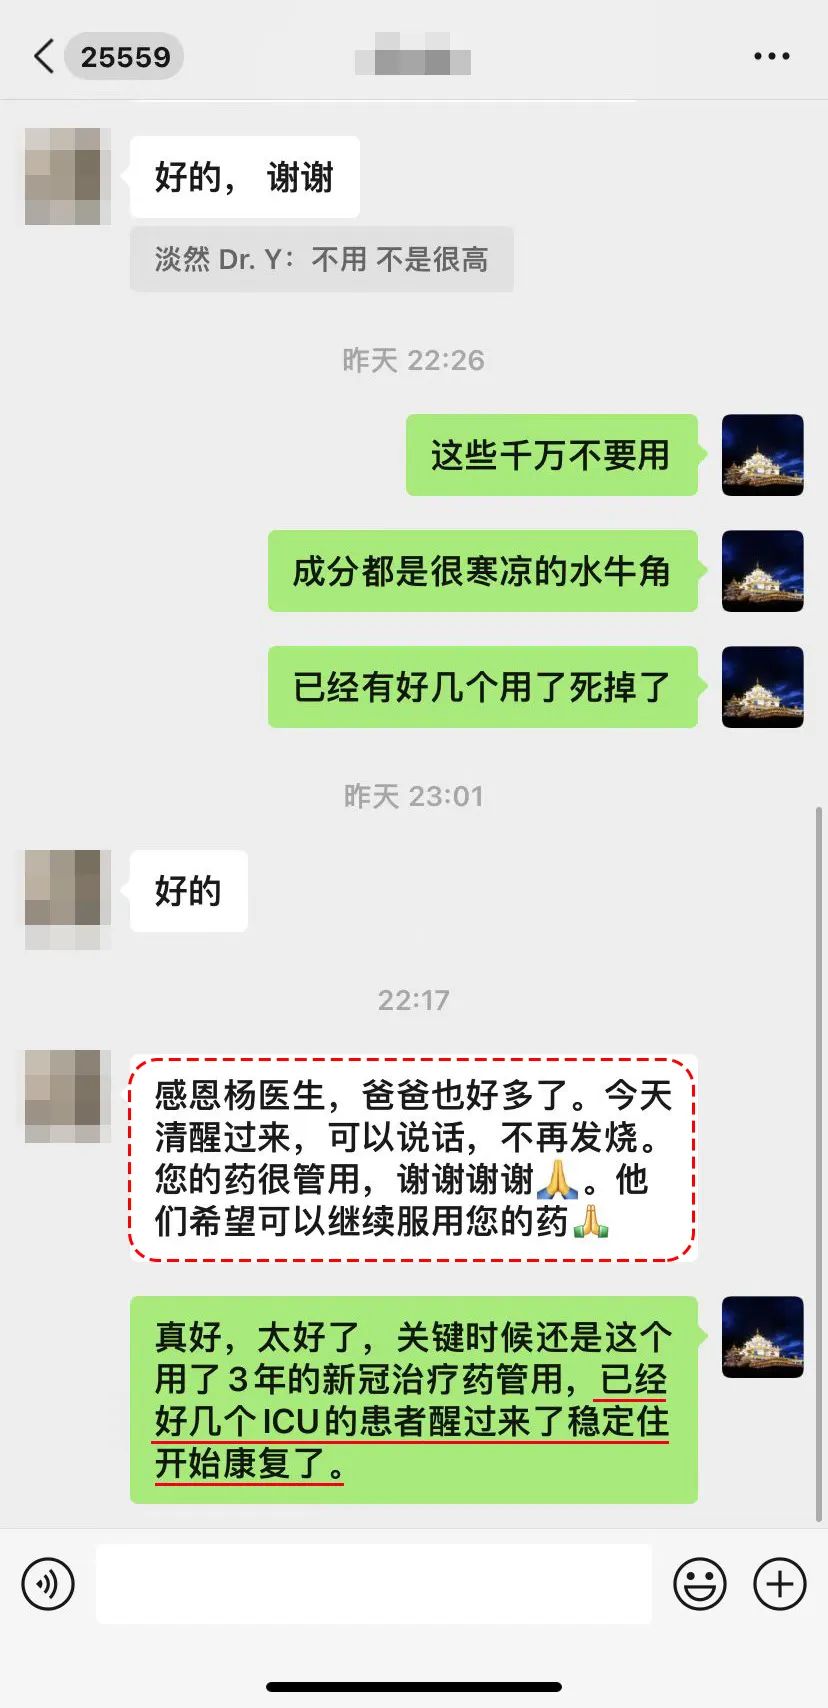 25559
好的， 谢谢
淡然 Dr. Y：不用 不是很高
昨天 22:26
这些千万不要用
成分都是很寒凉的水牛角
已经有好几个用了死掉了
昨天 23:01
好的
22:17
感恩杨医生，爸爸也好多了。今天
清醒过来，可以说话，不再发烧。
您的药很管用，谢谢谢谢🙏。他
们希望可以继续服用您的药🙏
真好，太好了，关键时候还是这个
用了3年的新冠治疗药管用，已经
好几个ICU的患者醒过来了稳定住
开始康复了。